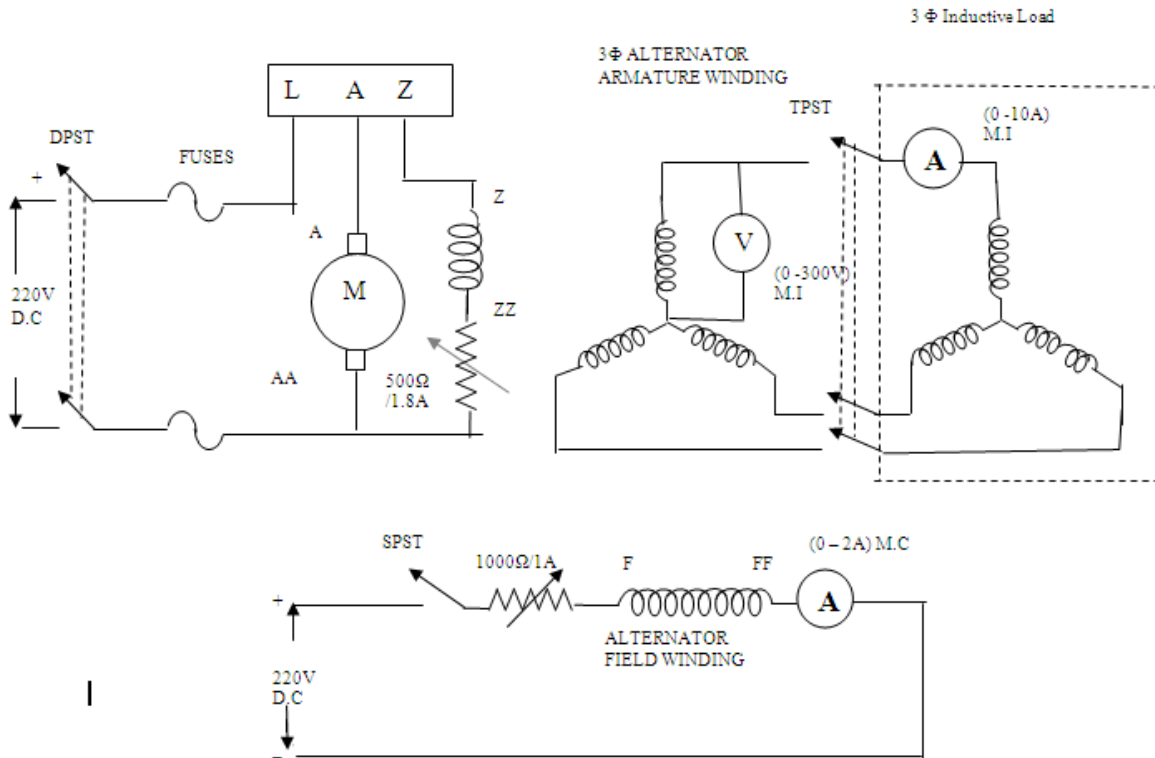 3 Φ Inductive Load
3Φ ALTERNATOR
ARMATURE WINDING
L A Z
TPST
(0 -10A)
M.I
DPST
FUSES
A
+
Z
A
V
M
(0 -300V)
M.I
220V
D.C
ZZ
AA
500Ω
/1.8A
SPST
1000Ω/1A
F
FF
(0 – 2A) M.C
+
A
ALTERNATOR
FIELD WINDING
220V
D.C
–